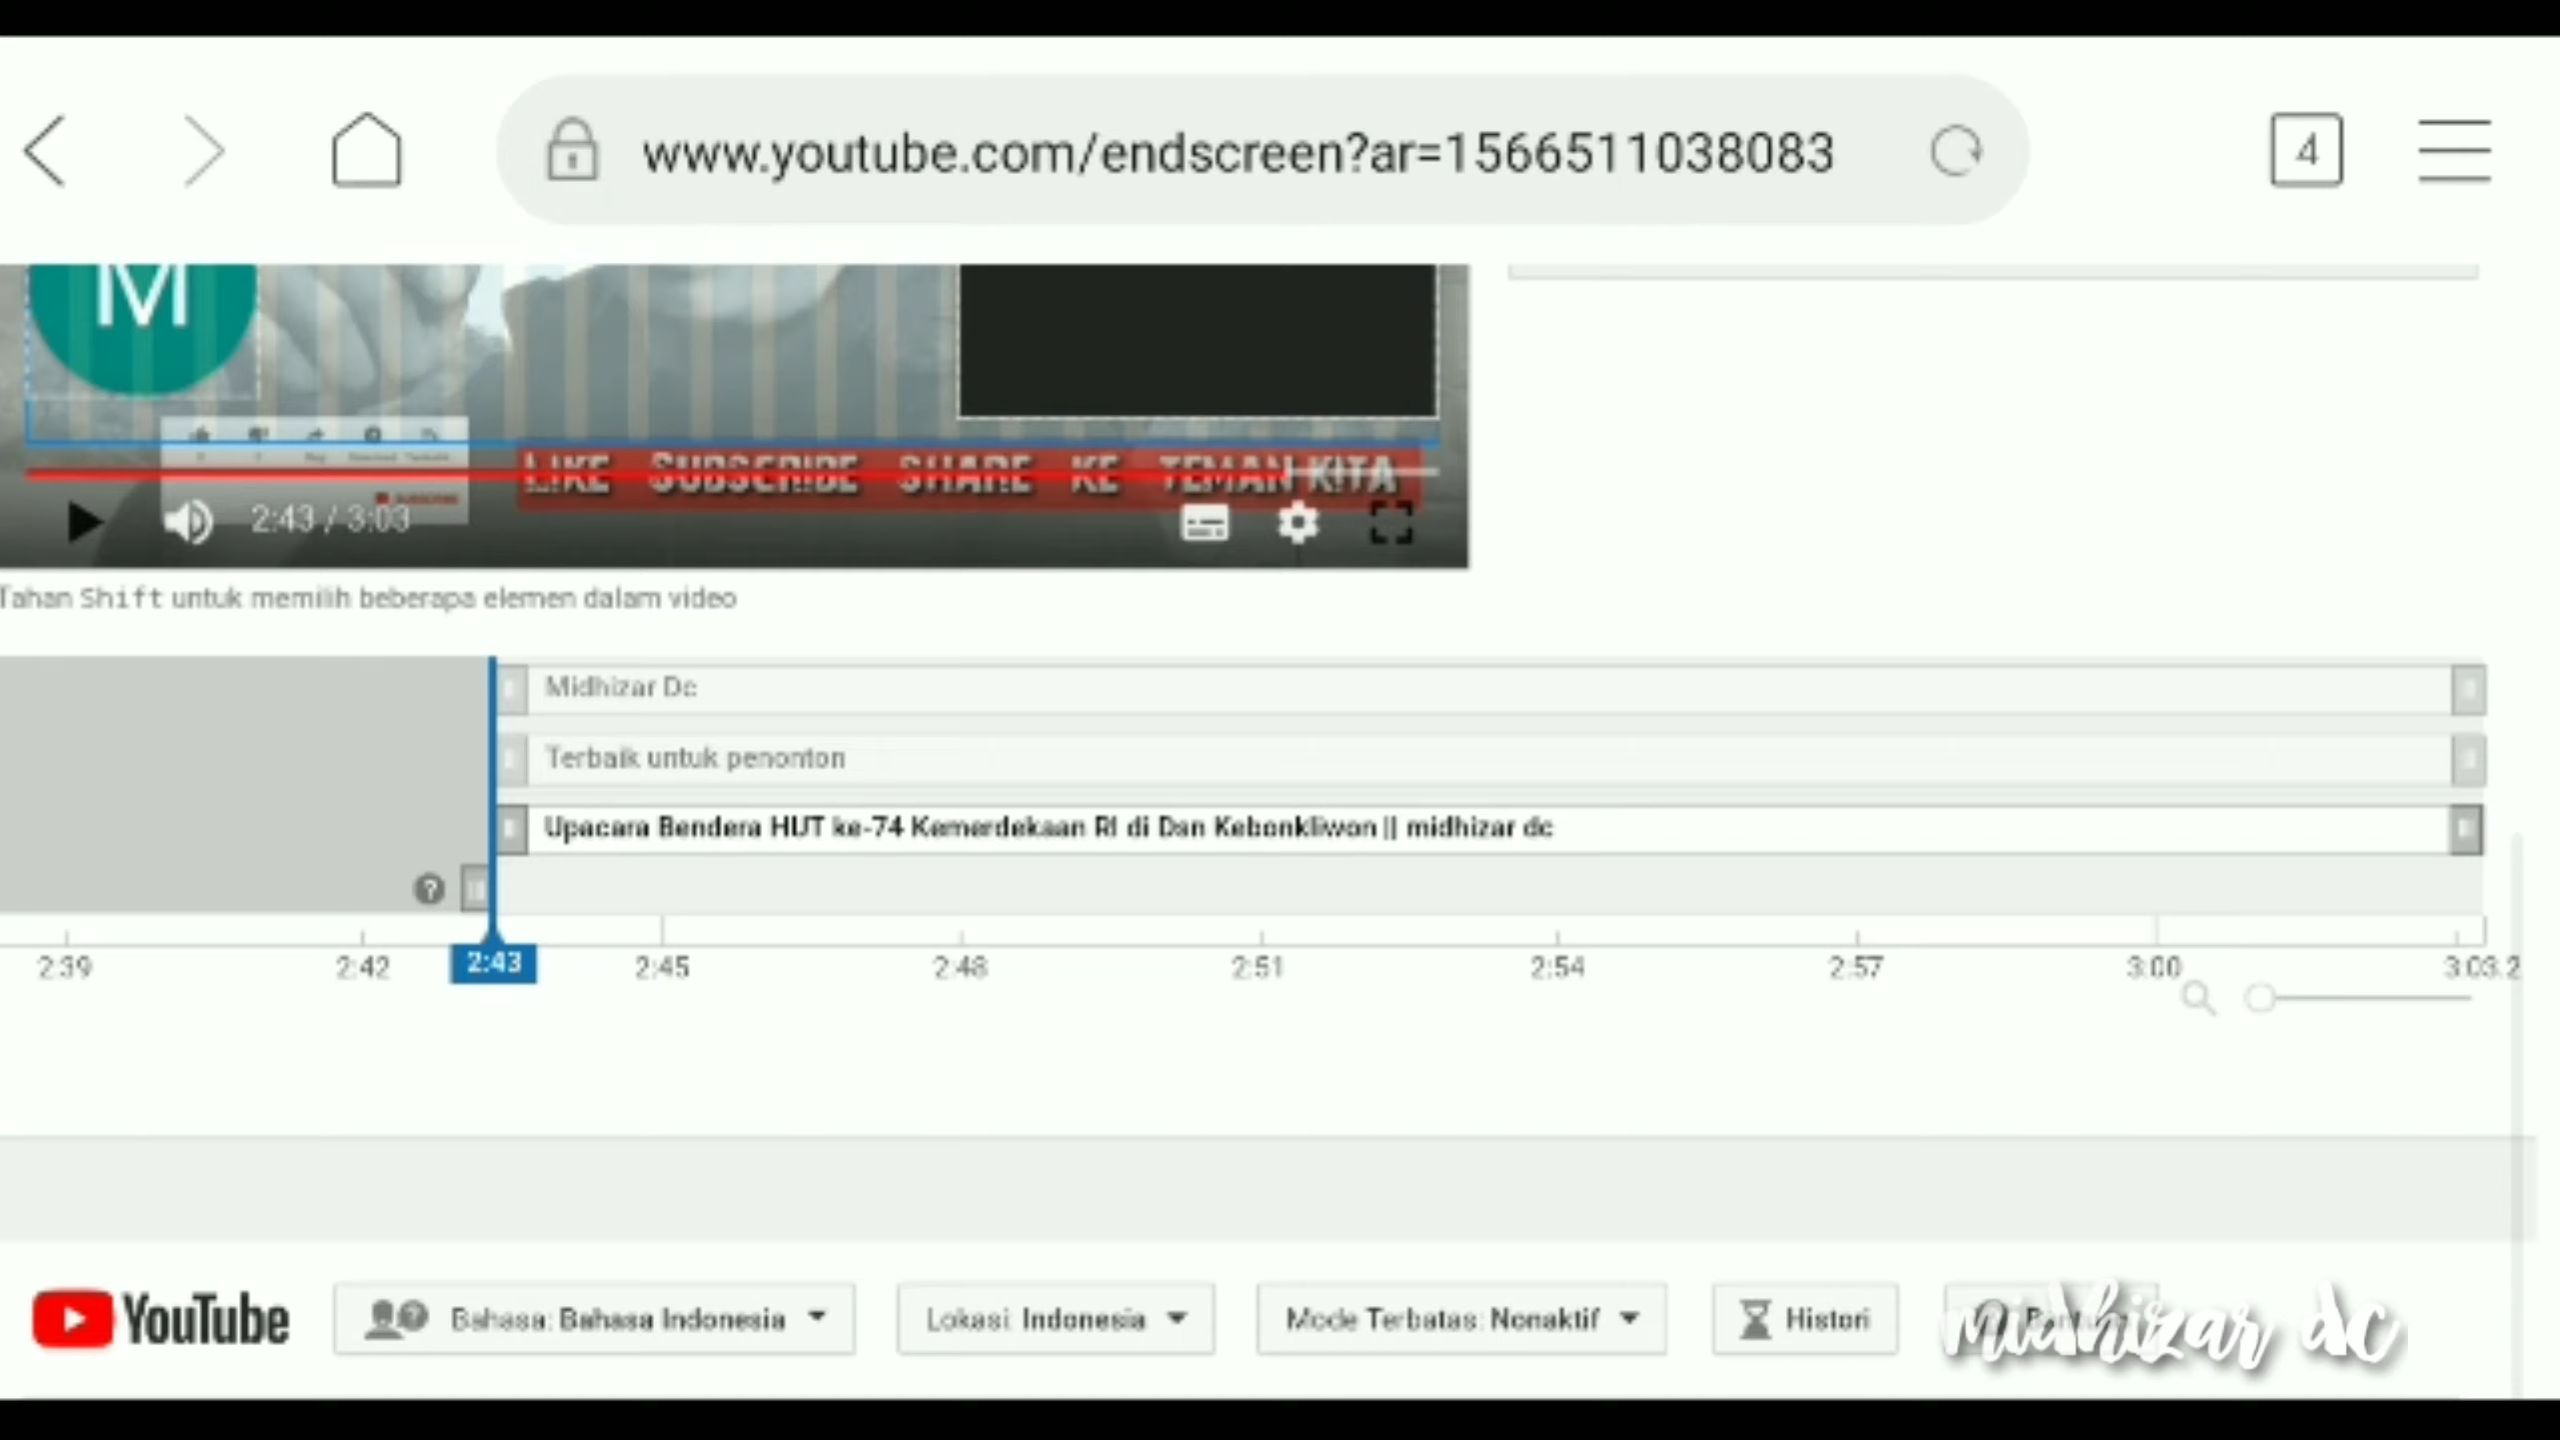 www.youtube.com/endscreen?ar=1566511038083
4
M
LIKE SUBSCRIBE SHARE KE TEMAN KITA
2:43 / 3:03
Tahan Shift untuk memilih beberapa elemen dalam video
Midhizar Dc
Terbaik untuk penonton
Upacara Bendera HUT ke-74 Kemerdekaan RI di Dsn Kebonkliwon || midhizar dc
?
2:39 2:42 2:43 2:45 2:48 2:51 2:54 2:57 3:00 3:03.2
YouTube Bahasa: Bahasa Indonesia Lokasi: Indonesia Mode Terbatas: Nonaktif Histori
midhizar dc